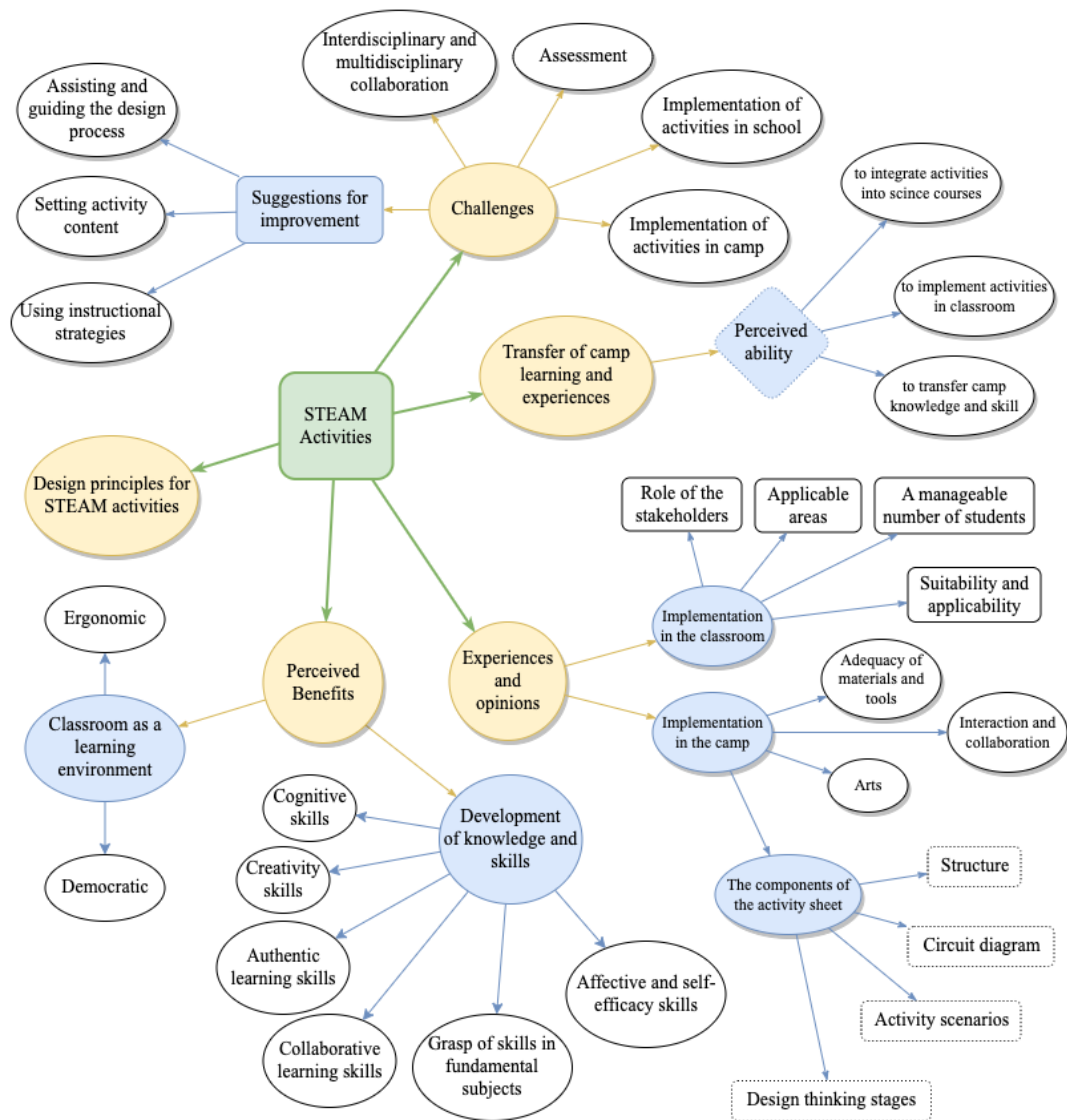 Interdisciplinary and
multidisciplinary
collaboration
Assessment
Assisting and
guiding the design
process
Implementation of
activities in school
Suggestions for
improvement
Challenges
to integrate activities
into scince courses
Setting activity
content
Implementation of
activities in camp
to implement activities
in classroom
Using instructional
strategies
Transfer of camp
learning and
experiences
Perceived
ability
to transfer camp
knowledge and skill
STEAM
Activities
Design principles for
STEAM activities
Role of the
stakeholders
Applicable
areas
A manageable
number of students
Suitability and
applicability
Ergonomic
Implementation
in the classroom
Perceived
Benefits
Experiences
and
opinions
Adequacy of
materials and
tools
Classroom as a
learning
environment
Implementation
in the camp
Interaction and
collaboration
Arts
Cognitive
skills
Development
of knowledge and
skills
Creativity
skills
Democratic
The components of
the activity sheet
Structure
Circuit diagram
Authentic
learning skills
Affective and self-
efficacy skills
Activity scenarios
Collaborative
learning skills
Grasp of skills in
fundamental
subjects
Design thinking stages